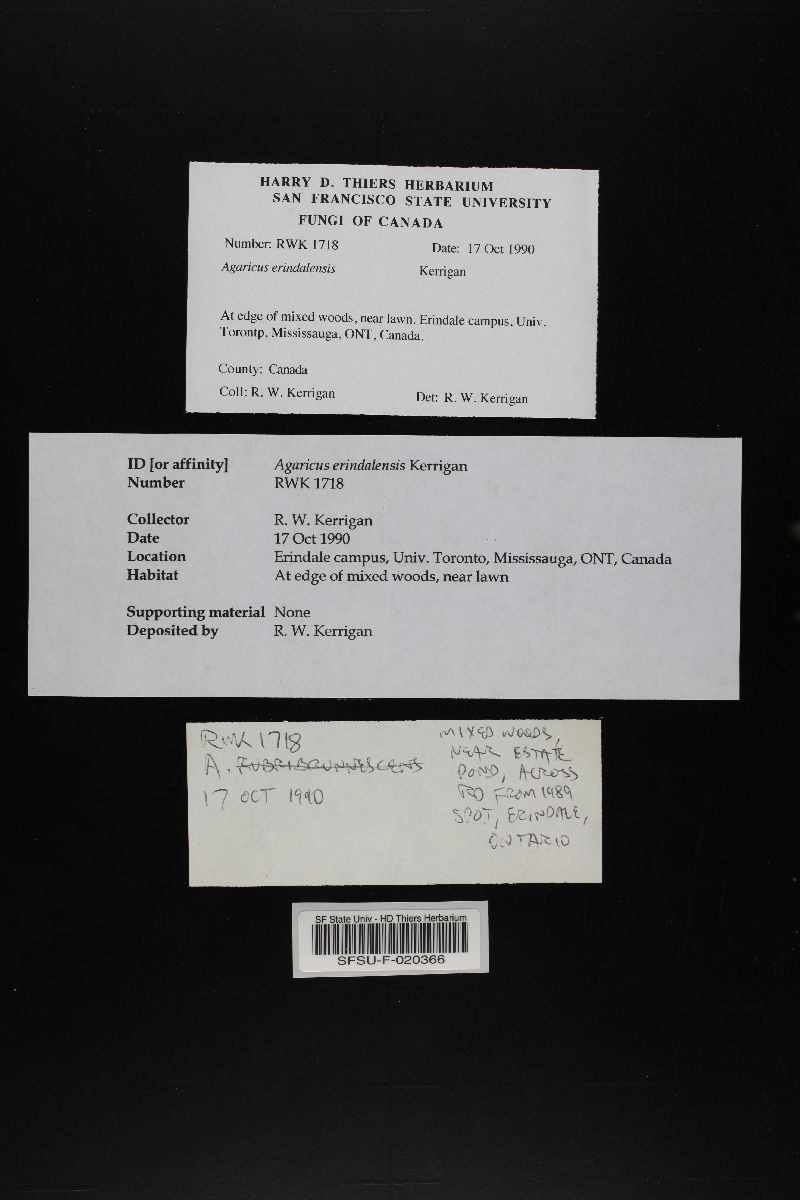 HARRY D. THIERS HERBARIUM
SAN FRANCISCO STATE UNIVERSITY
FUNGI OF CANADA
Number: RWK 1718 Date: 17 Oct 1990
Agaricus erindalensis Kerrigan
At edge of mixed woods, near lawn. Erindale campus, Univ.
Torontp, Mississauga, ONT, Canada.
County: Canada
Coll: R. W. Kerrigan Det: R. W. Kerrigan
ID [or affinity] Agaricus erindalensis Kerrigan
Number RWK 1718
Collector R. W. Kerrigan
Date 17 Oct 1990
Location Erindale campus, Univ. Toronto, Mississauga, ONT, Canada
Habitat At edge of mixed woods, near lawn
Supporting material None
Deposited by R. W. Kerrigan
RWK 1718
A.
17 OCT 1990
MIXED WOODS,
NEAR ESTATE
POND, ACROSS
RD FROM 1989
SPOT, ERINDALE,
ONTARIO
SF State Univ - HD Thiers Herbarium
SFSU-F-020366